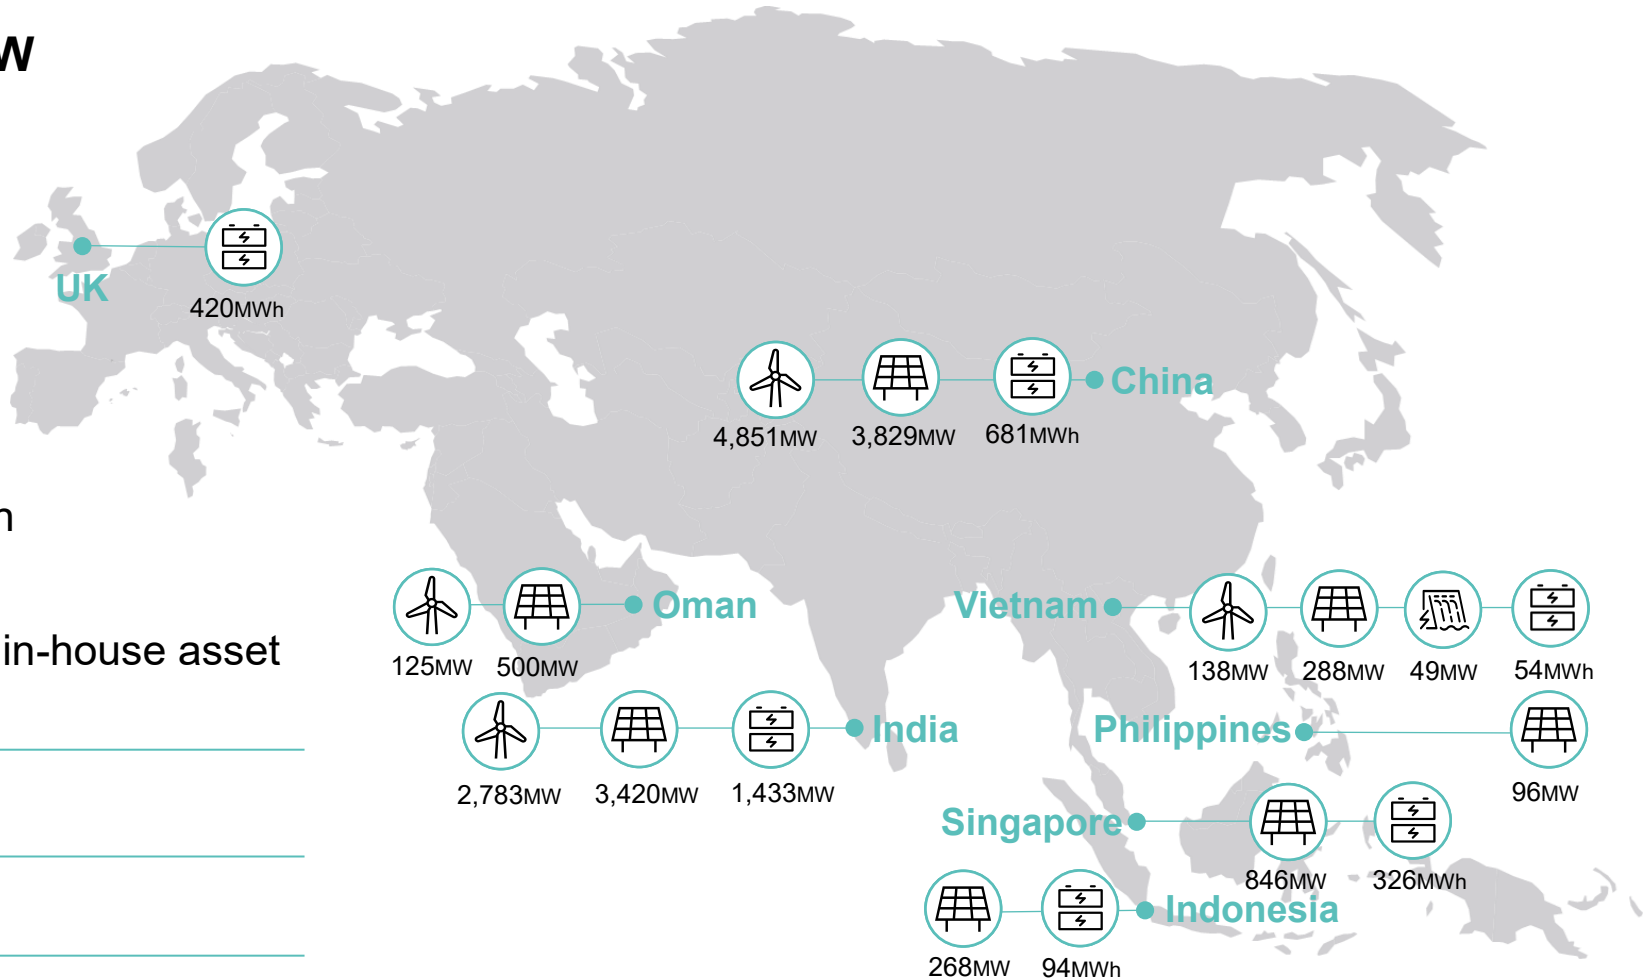 W
UK
420MWh
China
4,851MW 3,829MW 681MWh
n
in-house asset
Oman
125MW 500MW
Vietnam
138MW 288MW 49MW 54MWh
India
2,783MW 3,420MW 1,433MW
Philippines
96MW
Singapore
846MW 326MWh
Indonesia
268MW 94MWh